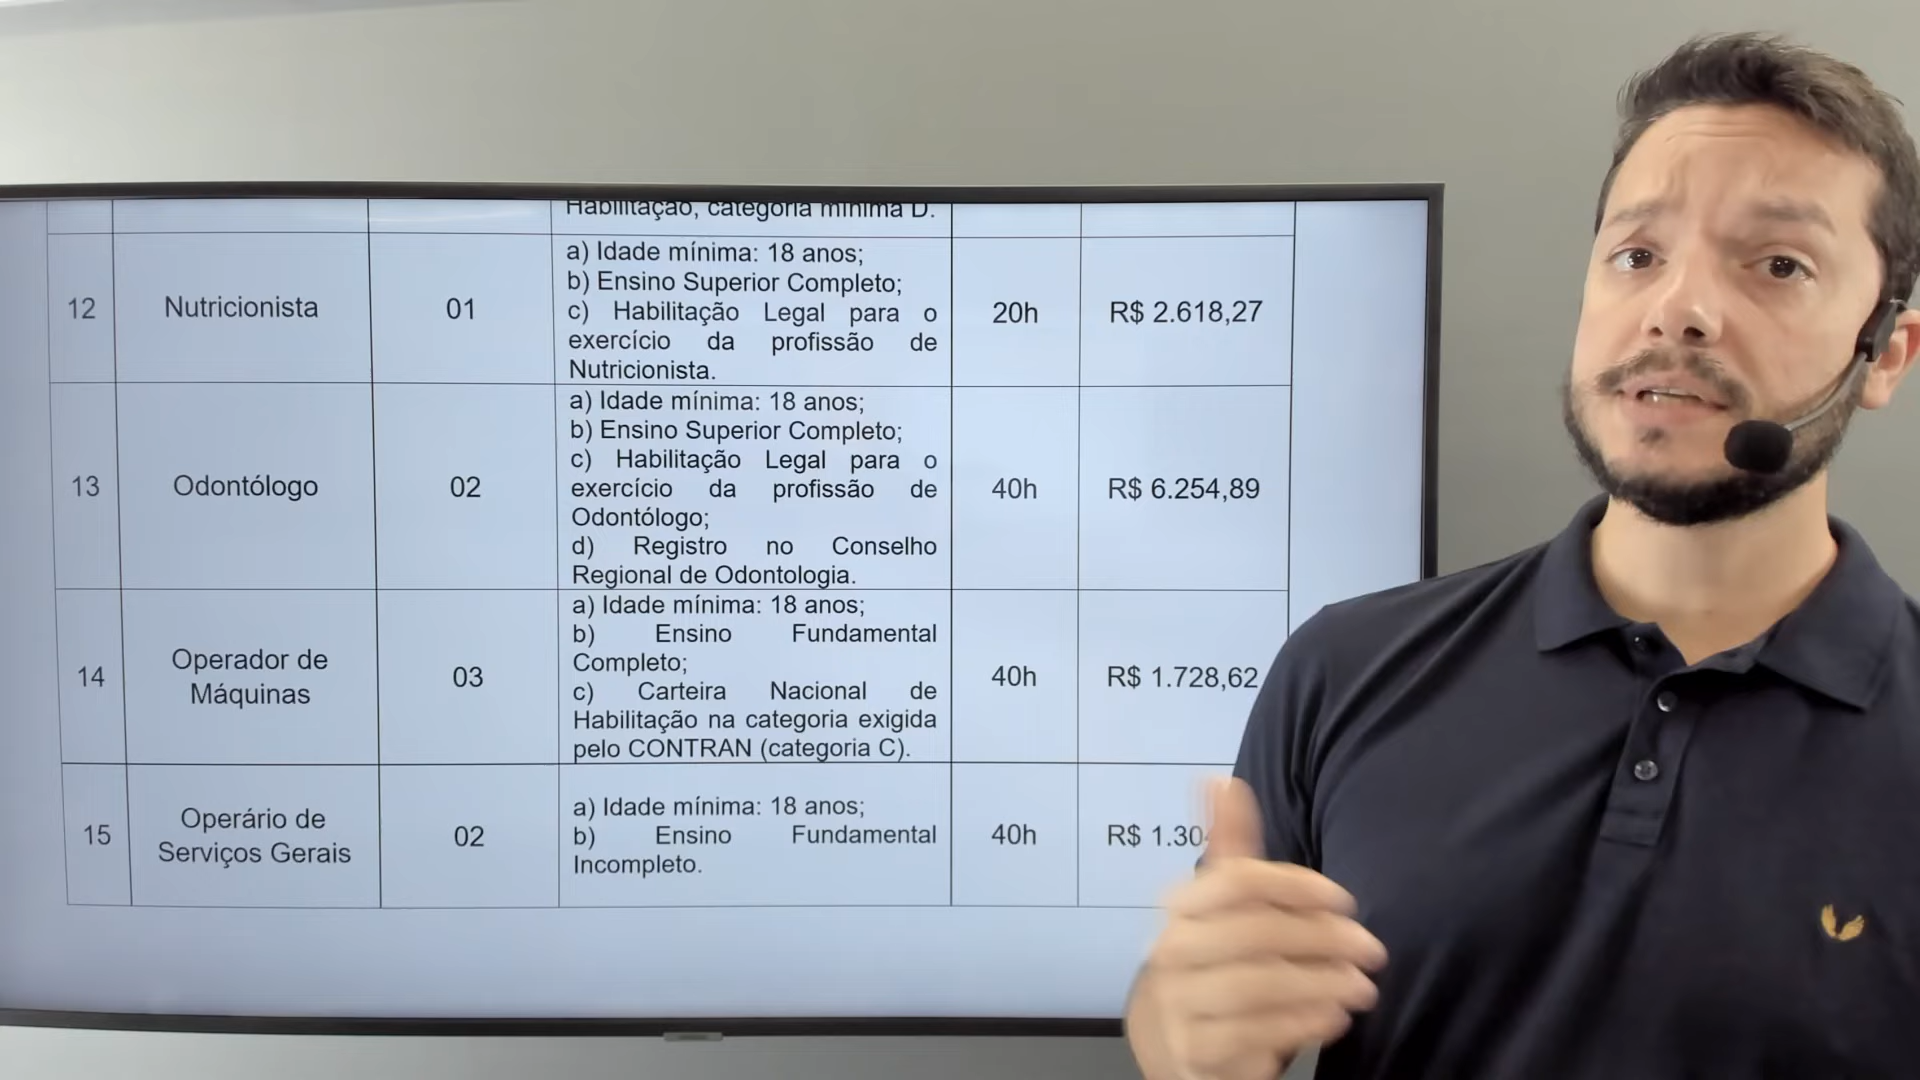 Habilitação, categoria mínima D.
12
Nutricionista
01
a) Idade mínima: 18 anos;
b) Ensino Superior Completo;
c) Habilitação Legal para o
exercício da profissão de
Nutricionista.
20h
R$ 2.618,27
13
Odontólogo
02
a) Idade mínima: 18 anos;
b) Ensino Superior Completo;
c) Habilitação Legal para o
exercício da profissão de
Odontólogo;
d) Registro no Conselho
Regional de Odontologia.
40h
R$ 6.254,89
14
Operador de
Máquinas
03
a) Idade mínima: 18 anos;
b) Ensino Fundamental
Completo;
c) Carteira Nacional de
Habilitação na categoria exigida
pelo CONTRAN (categoria C).
40h
R$ 1.728,62
15
Operário de
Serviços Gerais
02
a) Idade mínima: 18 anos;
b) Ensino Fundamental
Incompleto.
40h
R$ 1.30